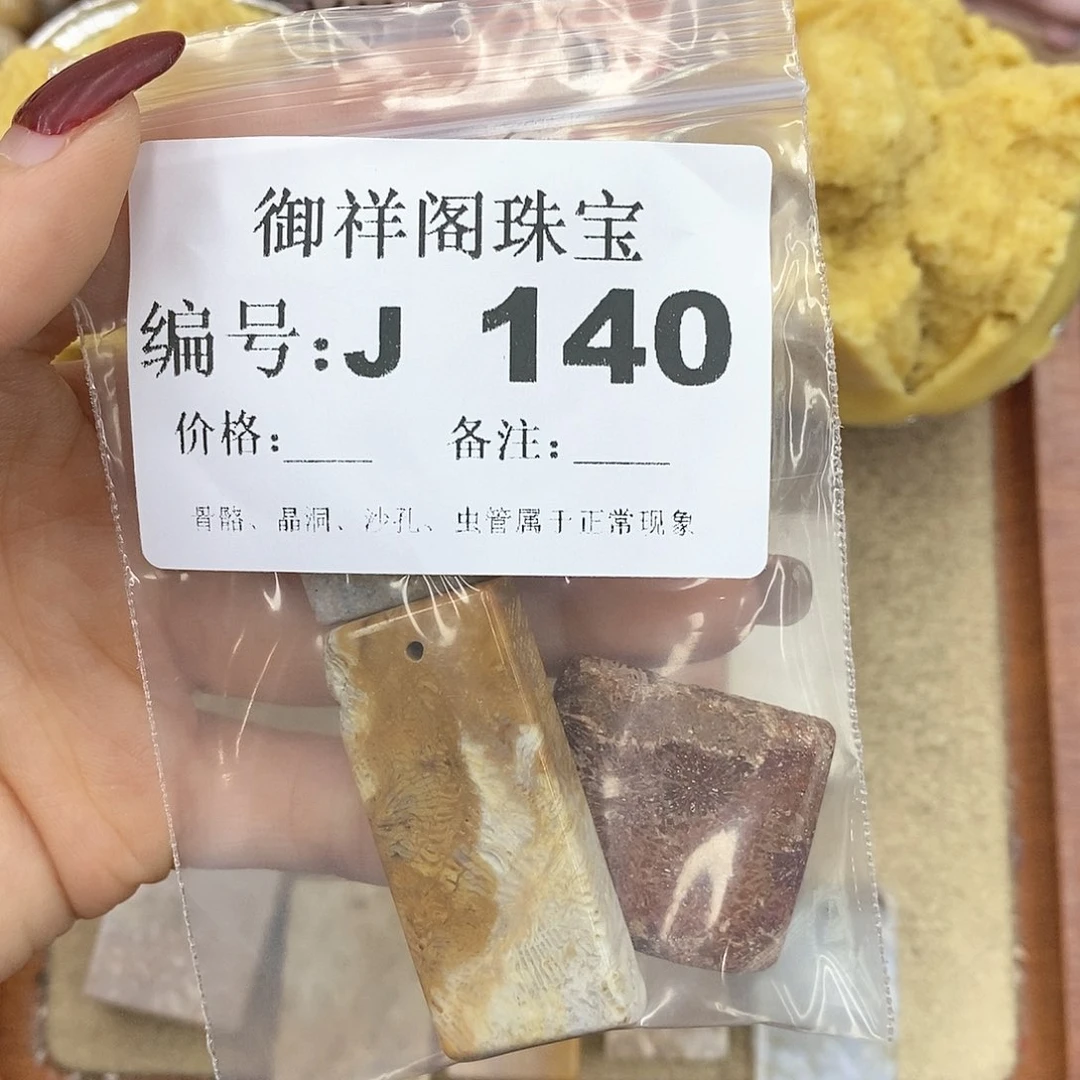 御祥阁珠宝
编号:J 140
价格:____ 备注:____
骨骼、晶洞、沙孔、虫管属于正常现象